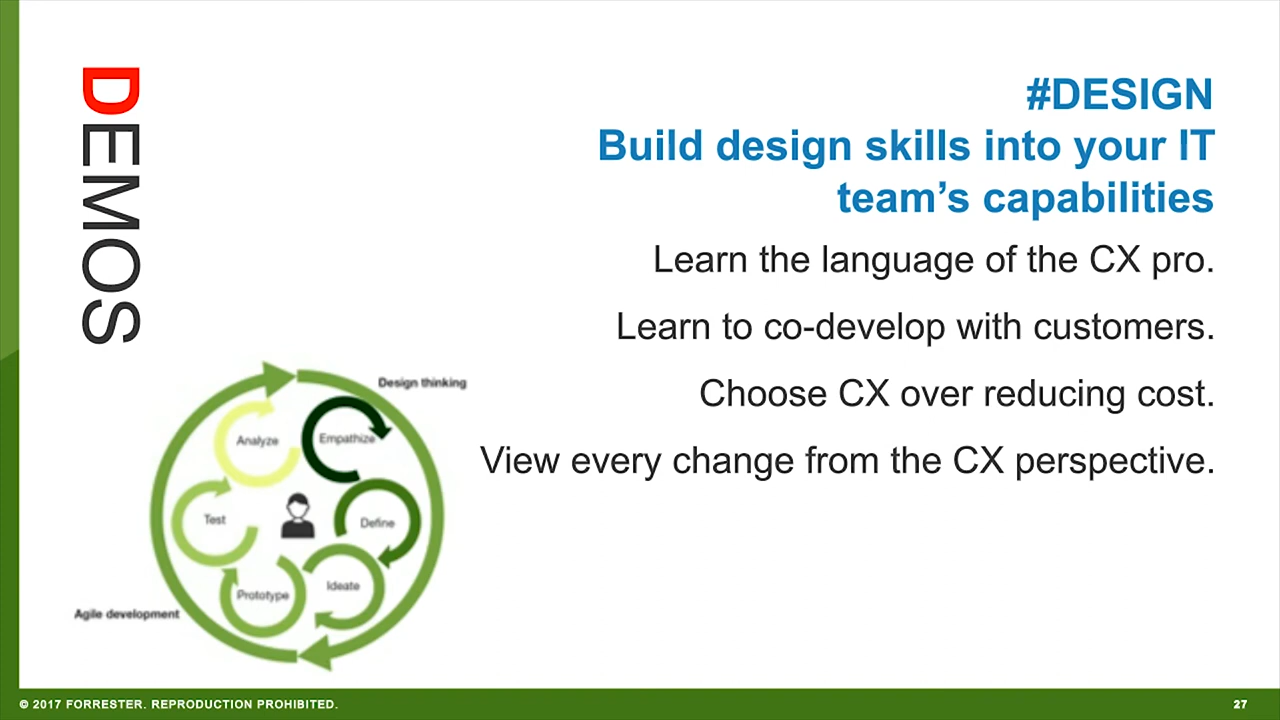 DEMOS
#DESIGN
Build design skills into your IT
team’s capabilities
Learn the language of the CX pro.
Learn to co-develop with customers.
Choose CX over reducing cost.
View every change from the CX perspective.
Design thinking
Analyze
Empathize
Test
Define
Prototype
Ideate
Agile development
© 2017 FORRESTER. REPRODUCTION PROHIBITED.
27